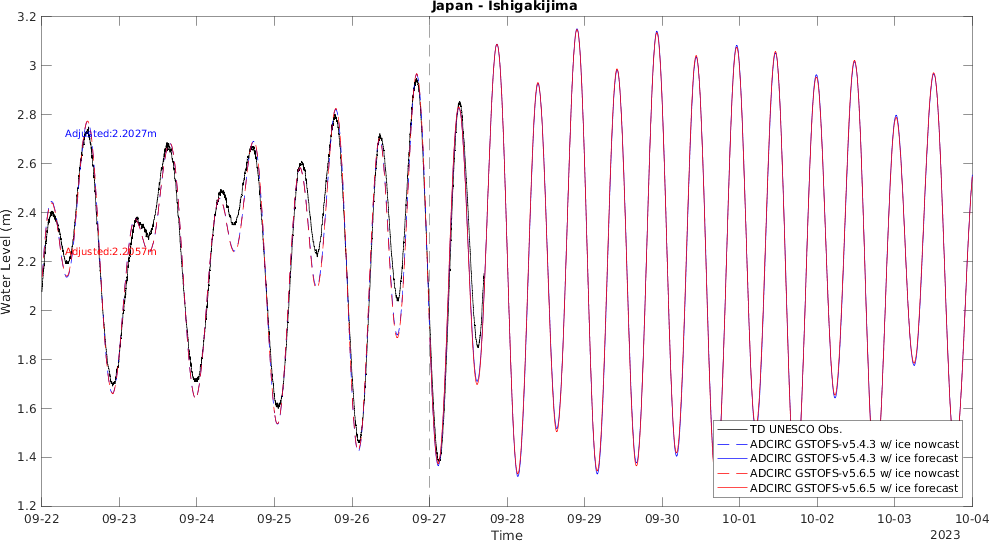 Japan - Ishigakijima
3.2
3
2.8
2.6
2.4
2.2
2
1.8
1.6
1.4
1.2
Water Level (m)
Adjusted:2.2027m
Adjusted:2.2057m
TD UNESCO Obs.
ADCIRC GSTOFS-v5.4.3 w/ ice nowcast
ADCIRC GSTOFS-v5.4.3 w/ ice forecast
ADCIRC GSTOFS-v5.6.5 w/ ice nowcast
ADCIRC GSTOFS-v5.6.5 w/ ice forecast
09-22 09-23 09-24 09-25 09-26 09-27 09-28 09-29 09-30 10-01 10-02 10-03 10-04
Time
2023